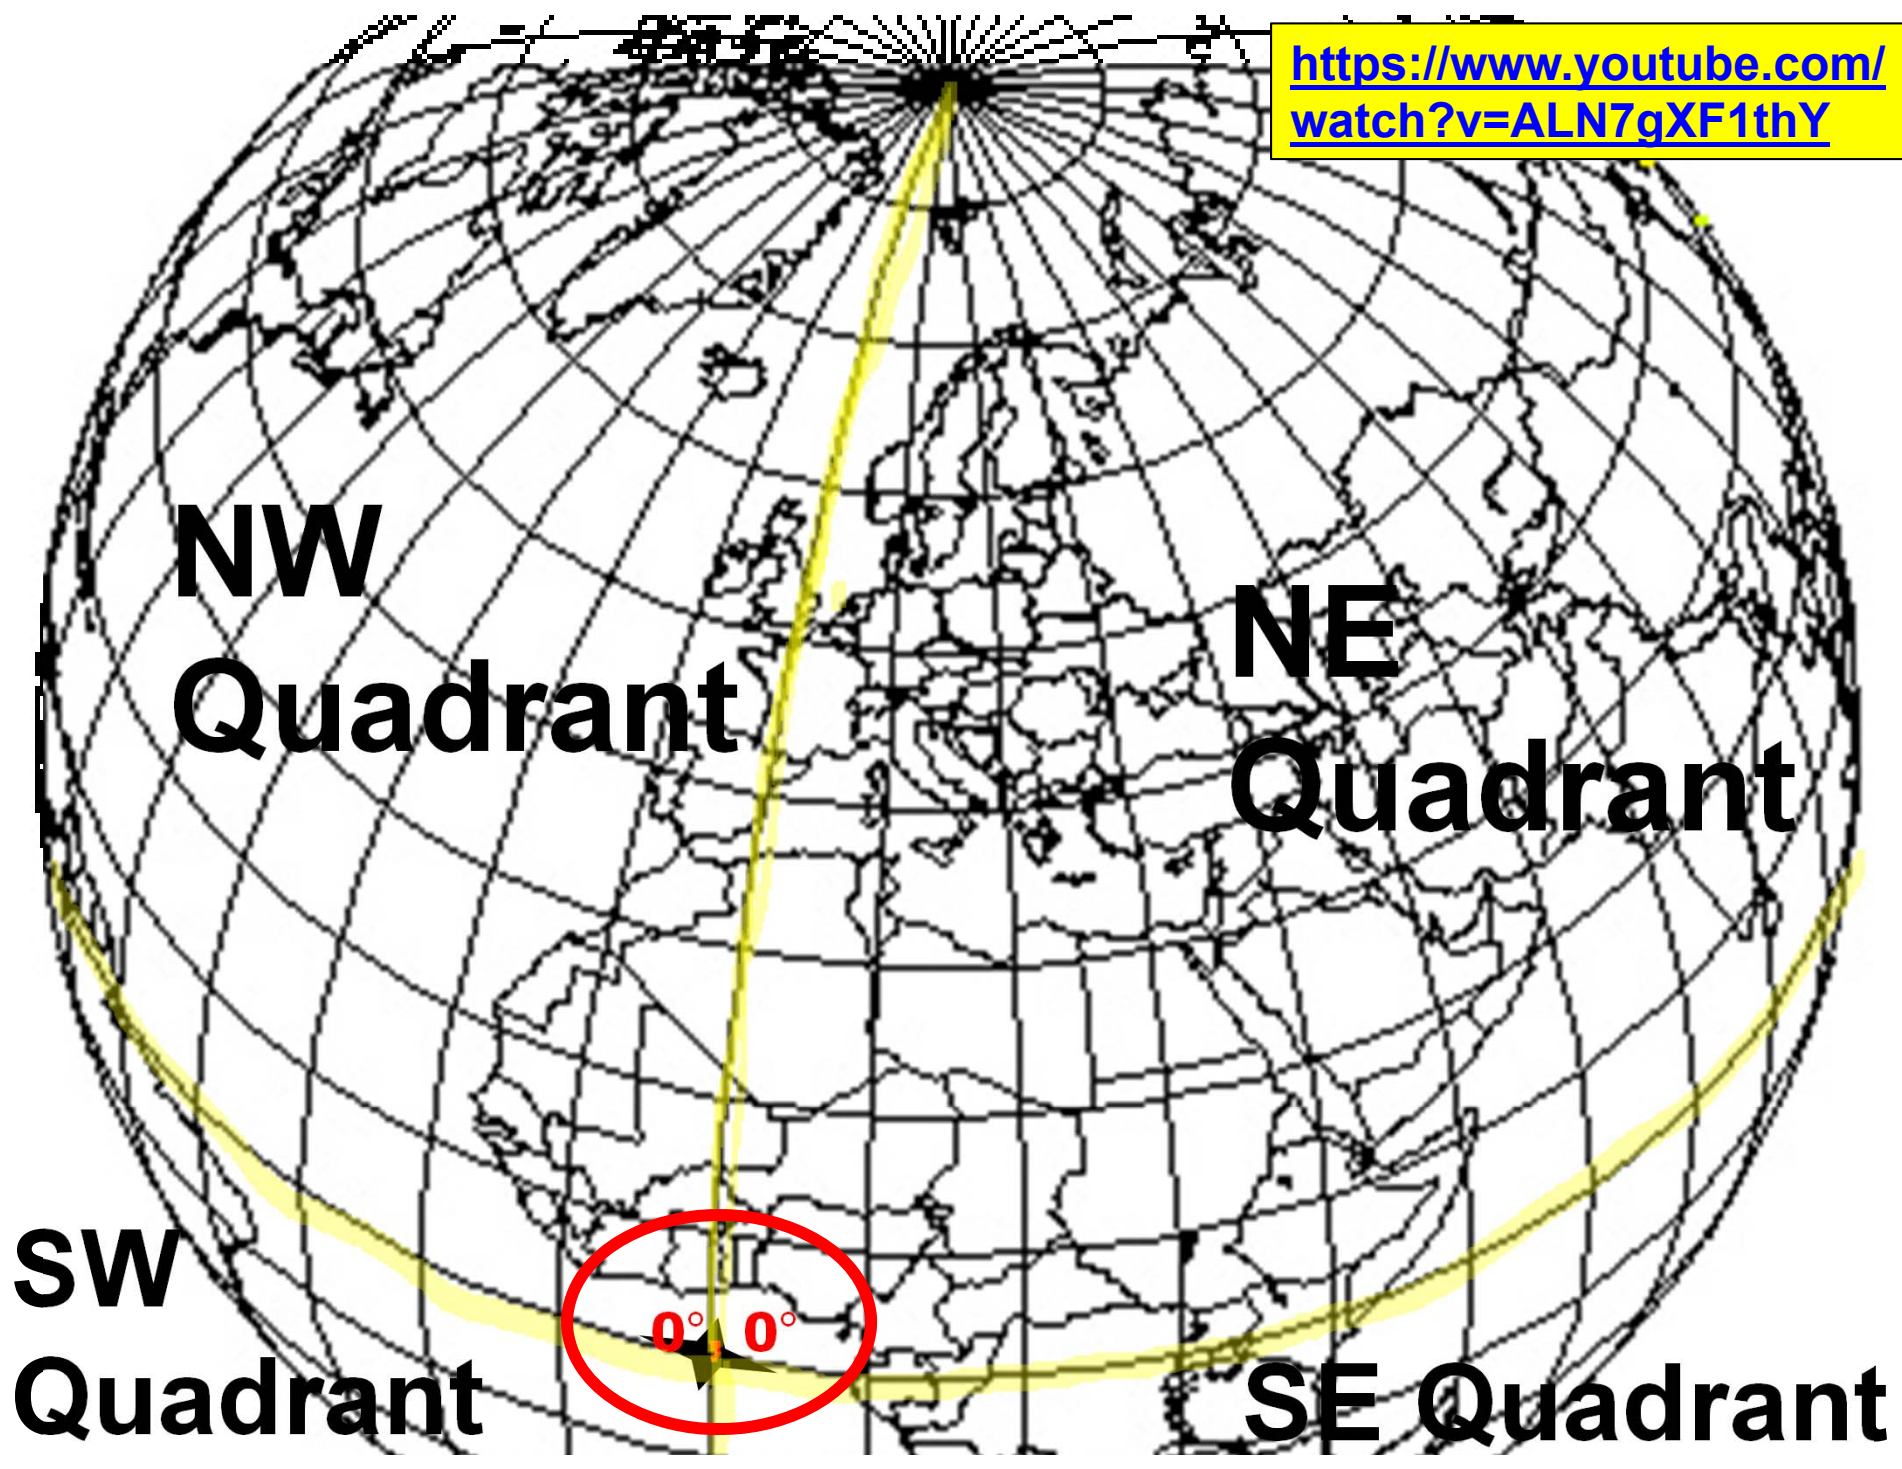 https://www.youtube.com/
watch?v=ALN7gXF1thY
NW
Quadrant
NE
Quadrant
SW
Quadrant
0° 0°
SE Quadrant